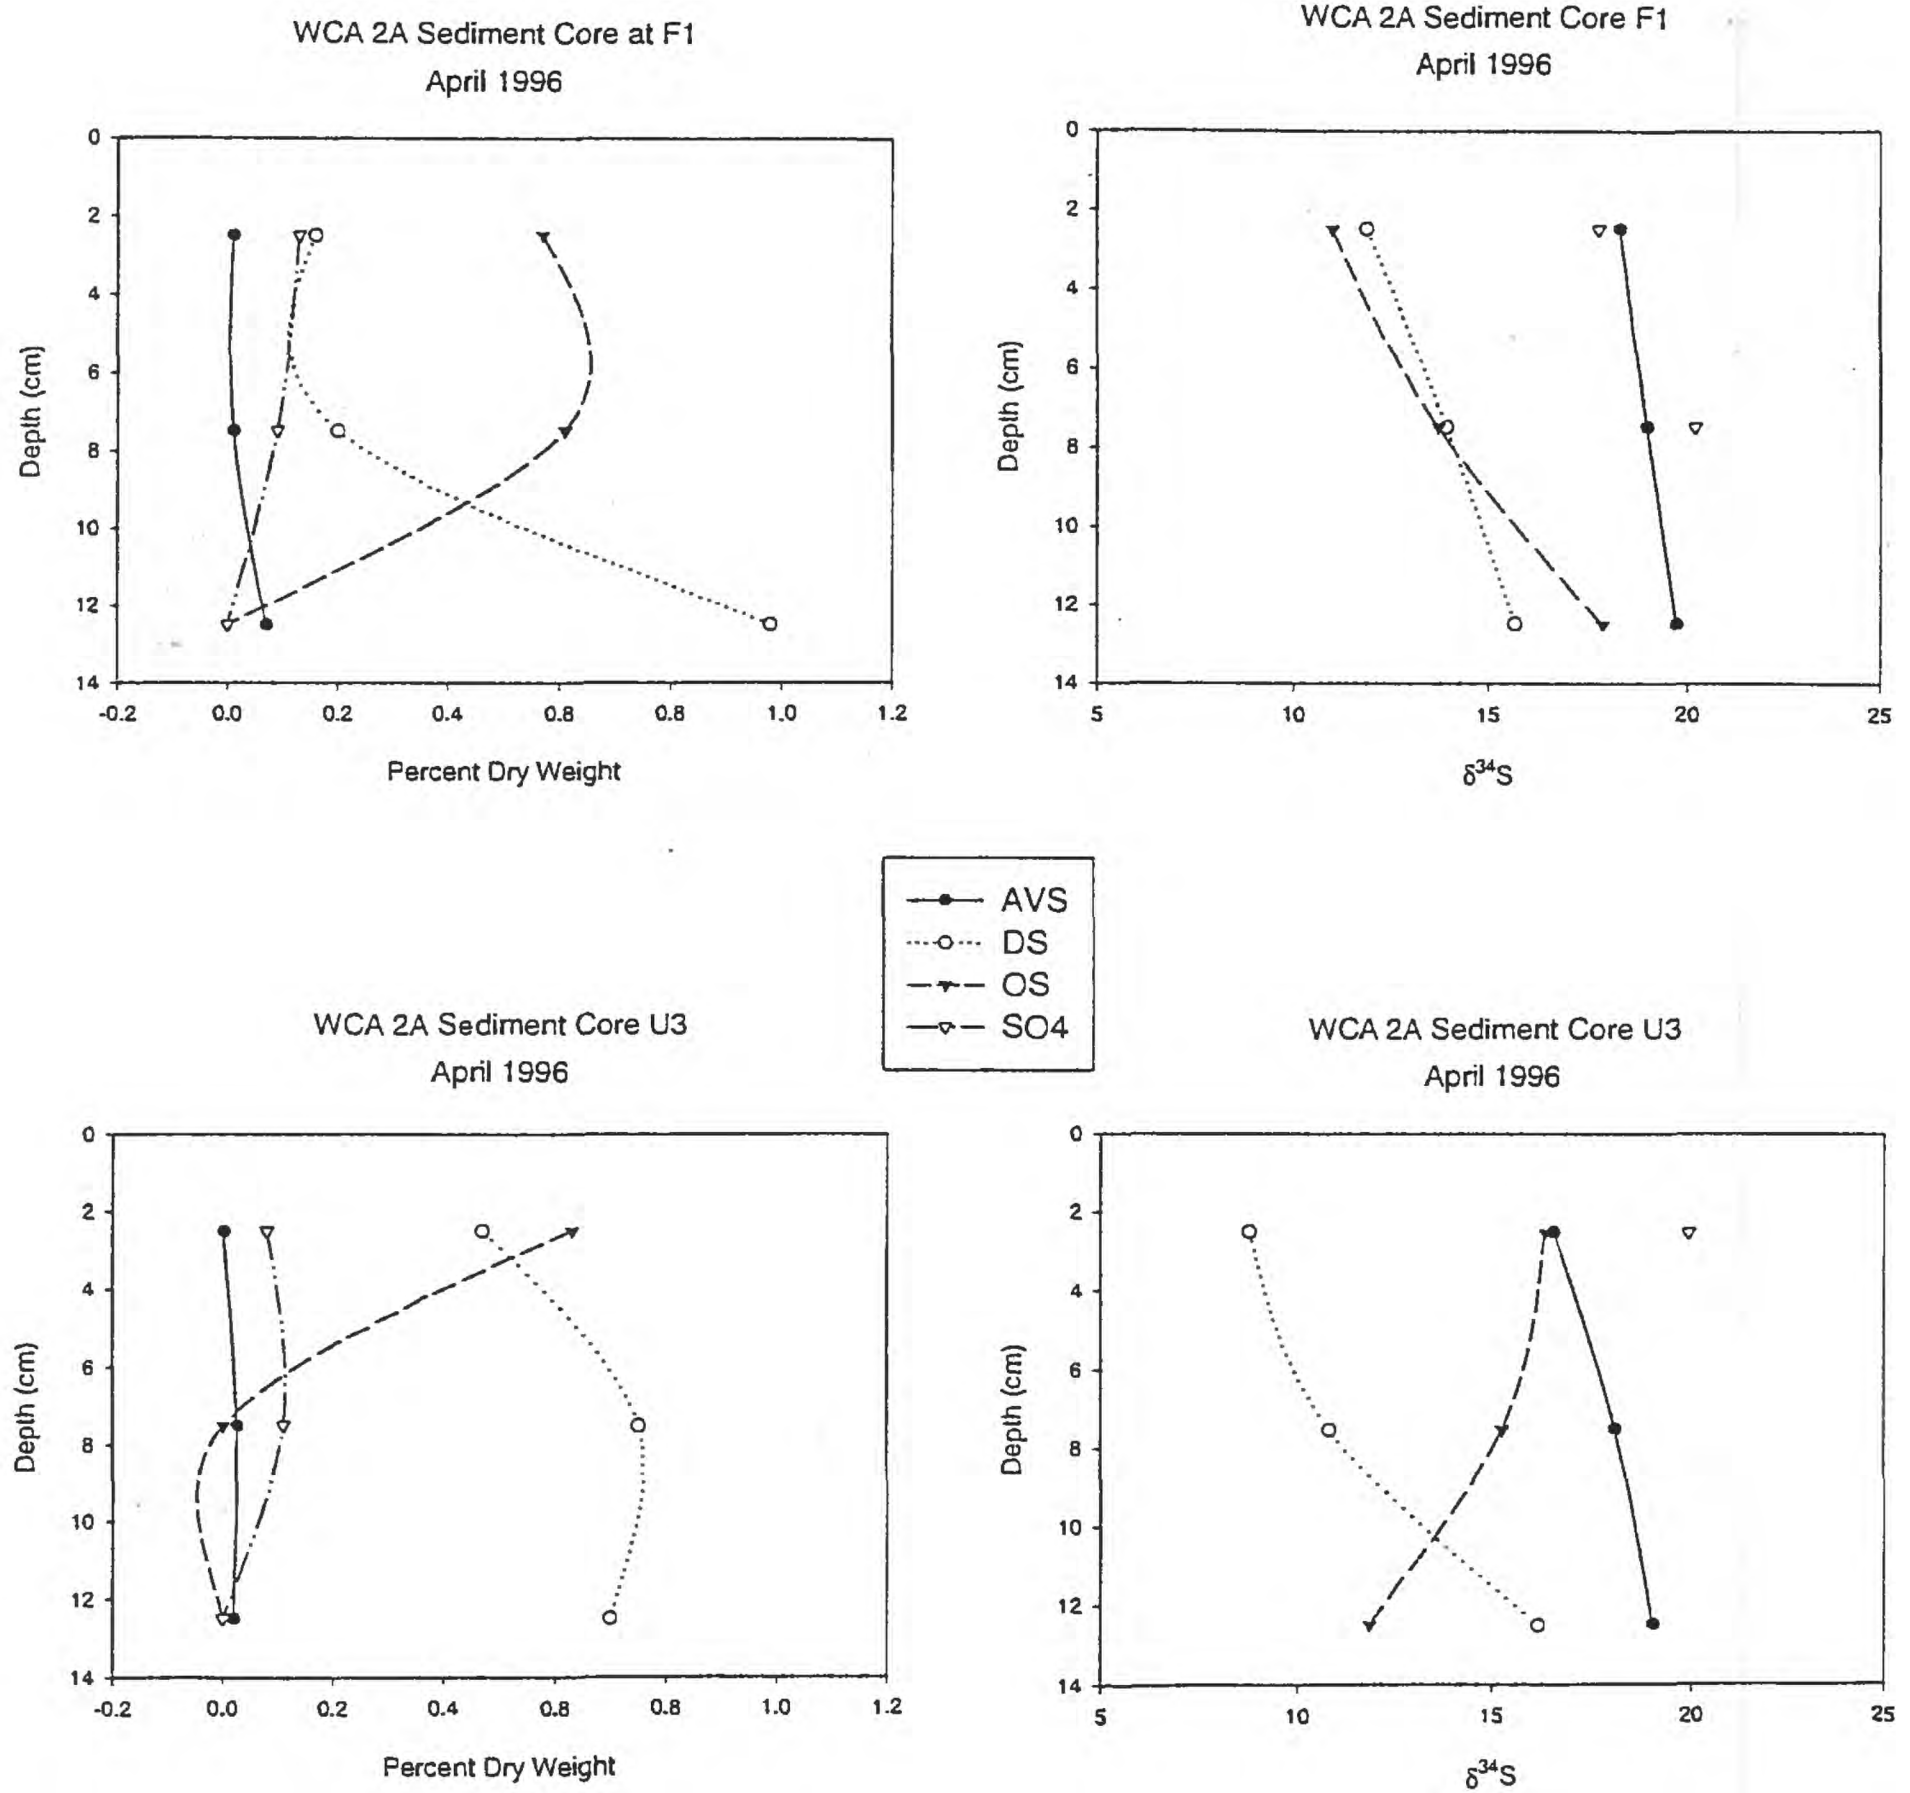 WCA 2A Sediment Core at F1
April 1996
0
2
4
6
8
10
12
14
Depth (cm)
-0.2 0.0 0.2 0.4 0.6 0.8 1.0 1.2
Percent Dry Weight
WCA 2A Sediment Core F1
April 1996
0
2
4
6
8
10
12
14
Depth (cm)
5 10 15 20 25
δ³⁴S
AVS
DS
OS
SO4
WCA 2A Sediment Core U3
April 1996
0
2
4
6
8
10
12
14
Depth (cm)
-0.2 0.0 0.2 0.4 0.6 0.8 1.0 1.2
Percent Dry Weight
WCA 2A Sediment Core U3
April 1996
0
2
4
6
8
10
12
14
Depth (cm)
5 10 15 20 25
δ³⁴S